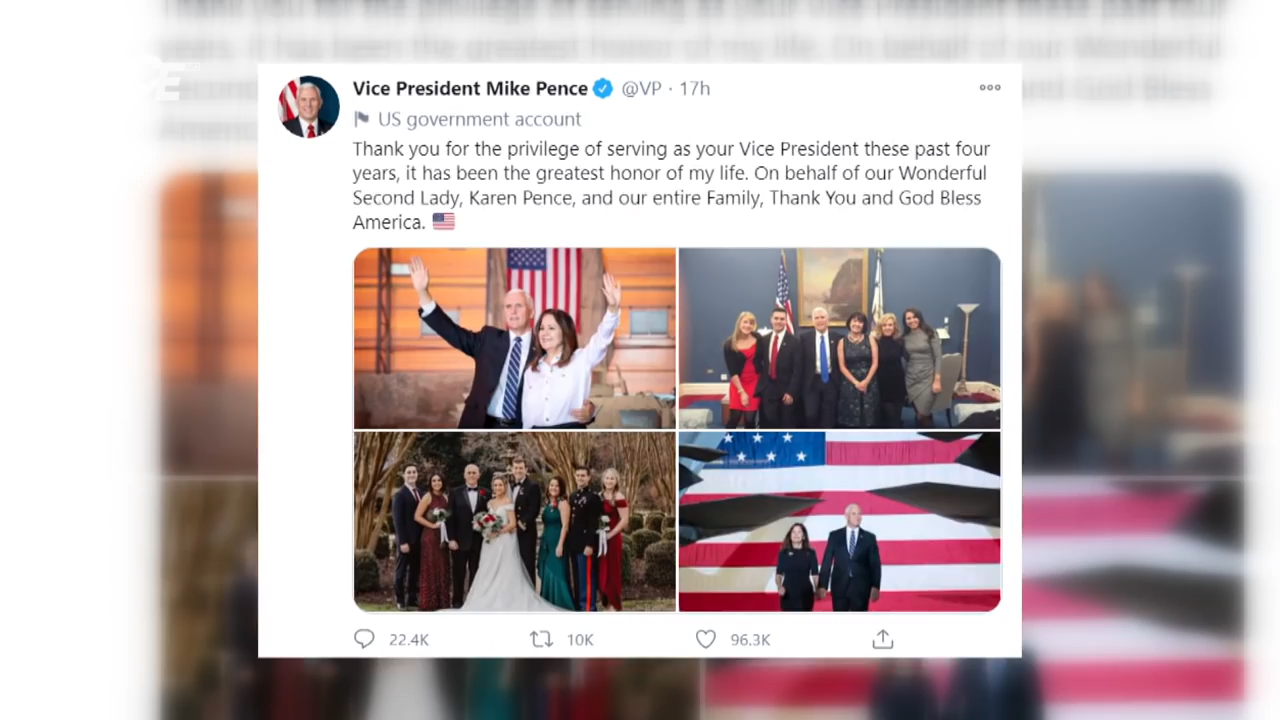 Vice President Mike Pence @VP · 17h
US government account
Thank you for the privilege of serving as your Vice President these past four
years, it has been the greatest honor of my life. On behalf of our Wonderful
Second Lady, Karen Pence, and our entire Family, Thank You and God Bless
America. 🇺🇸
22.4K 10K 96.3K